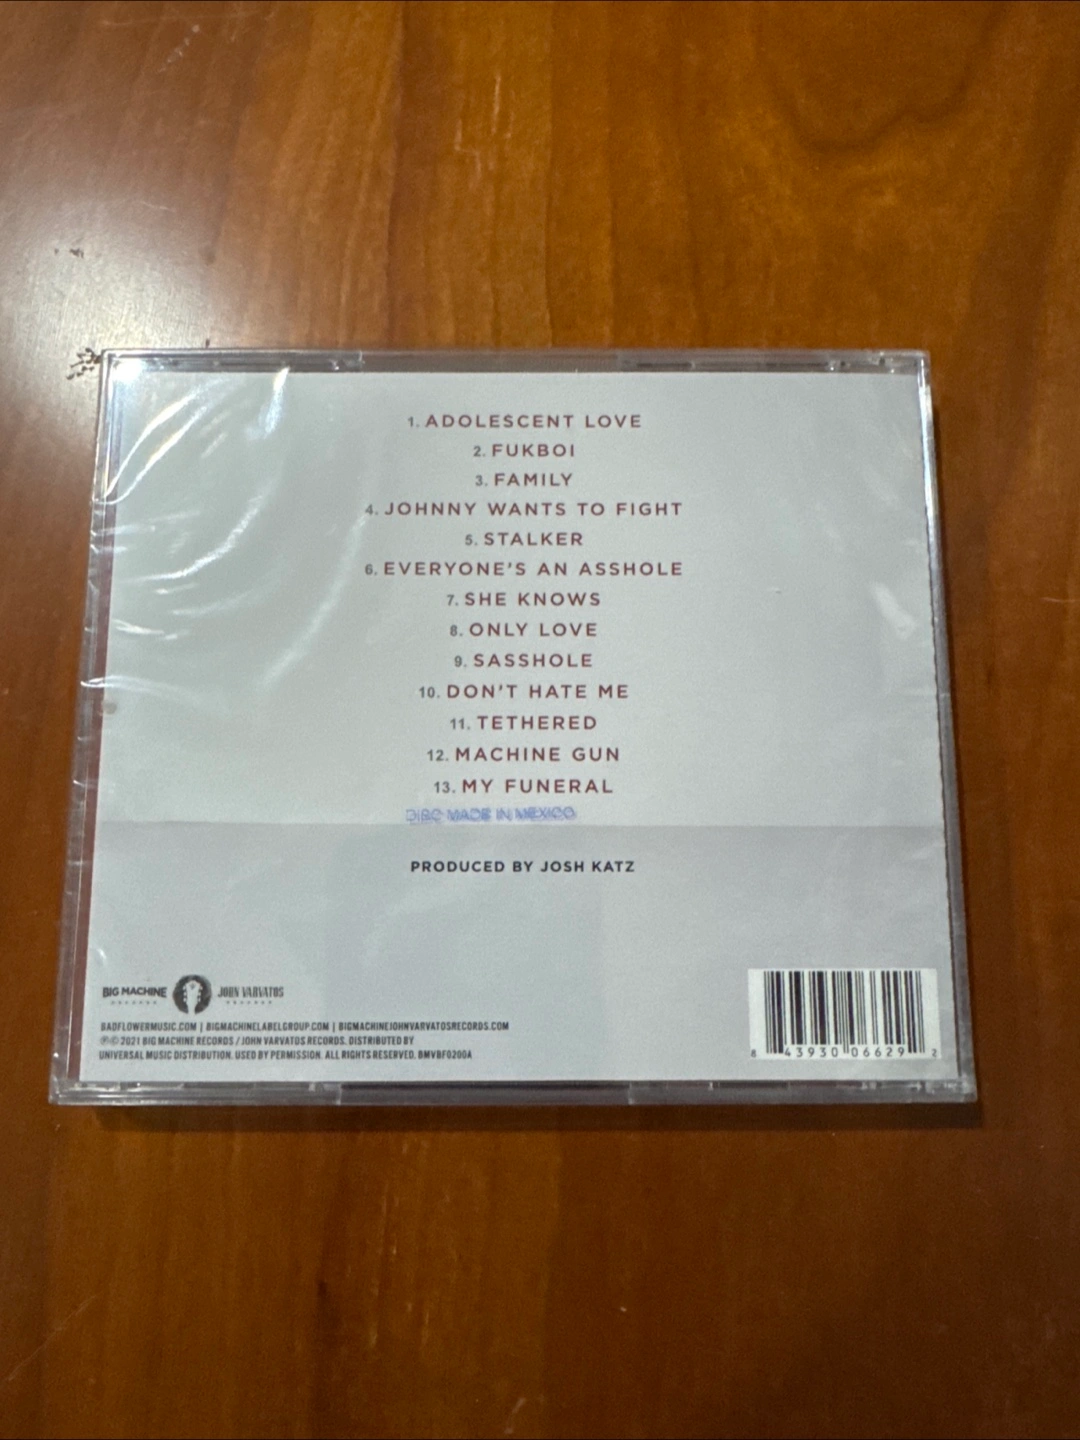 1. ADOLESCENT LOVE
2. FUKBOI
3. FAMILY
4. JOHNNY WANTS TO FIGHT
5. STALKER
6. EVERYONE'S AN ASSHOLE
7. SHE KNOWS
8. ONLY LOVE
9. SASSHOLE
10. DON'T HATE ME
11. TETHERED
12. MACHINE GUN
13. MY FUNERAL
DISC MADE IN MEXICO
PRODUCED BY JOSH KATZ
BIG MACHINE JOHN VARVATOS
BADFLOWERMUSIC.COM | BIGMACHINELABELGROUP.COM | BIGMACHINEJOHNVARVATOSRECORDS.COM
℗© 2021 BIG MACHINE RECORDS / JOHN VARVATOS RECORDS. DISTRIBUTED BY
UNIVERSAL MUSIC DISTRIBUTION. USED BY PERMISSION. ALL RIGHTS RESERVED. BMVBF0200A
8 43930 06629 2